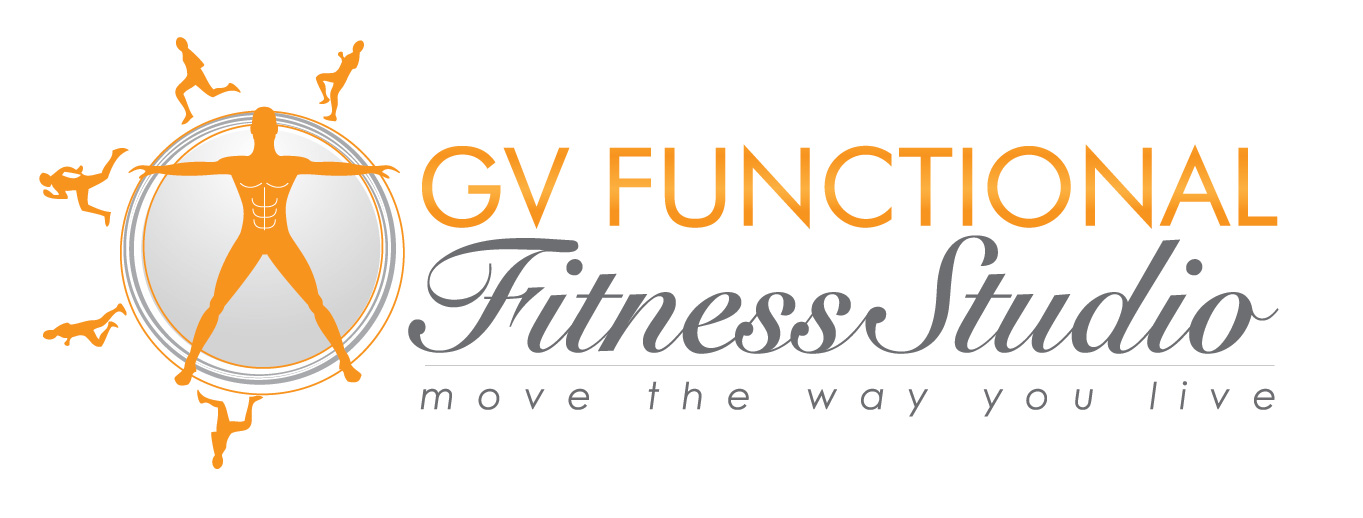 GV FUNCTIONAL
Fitness Studio
move the way you live